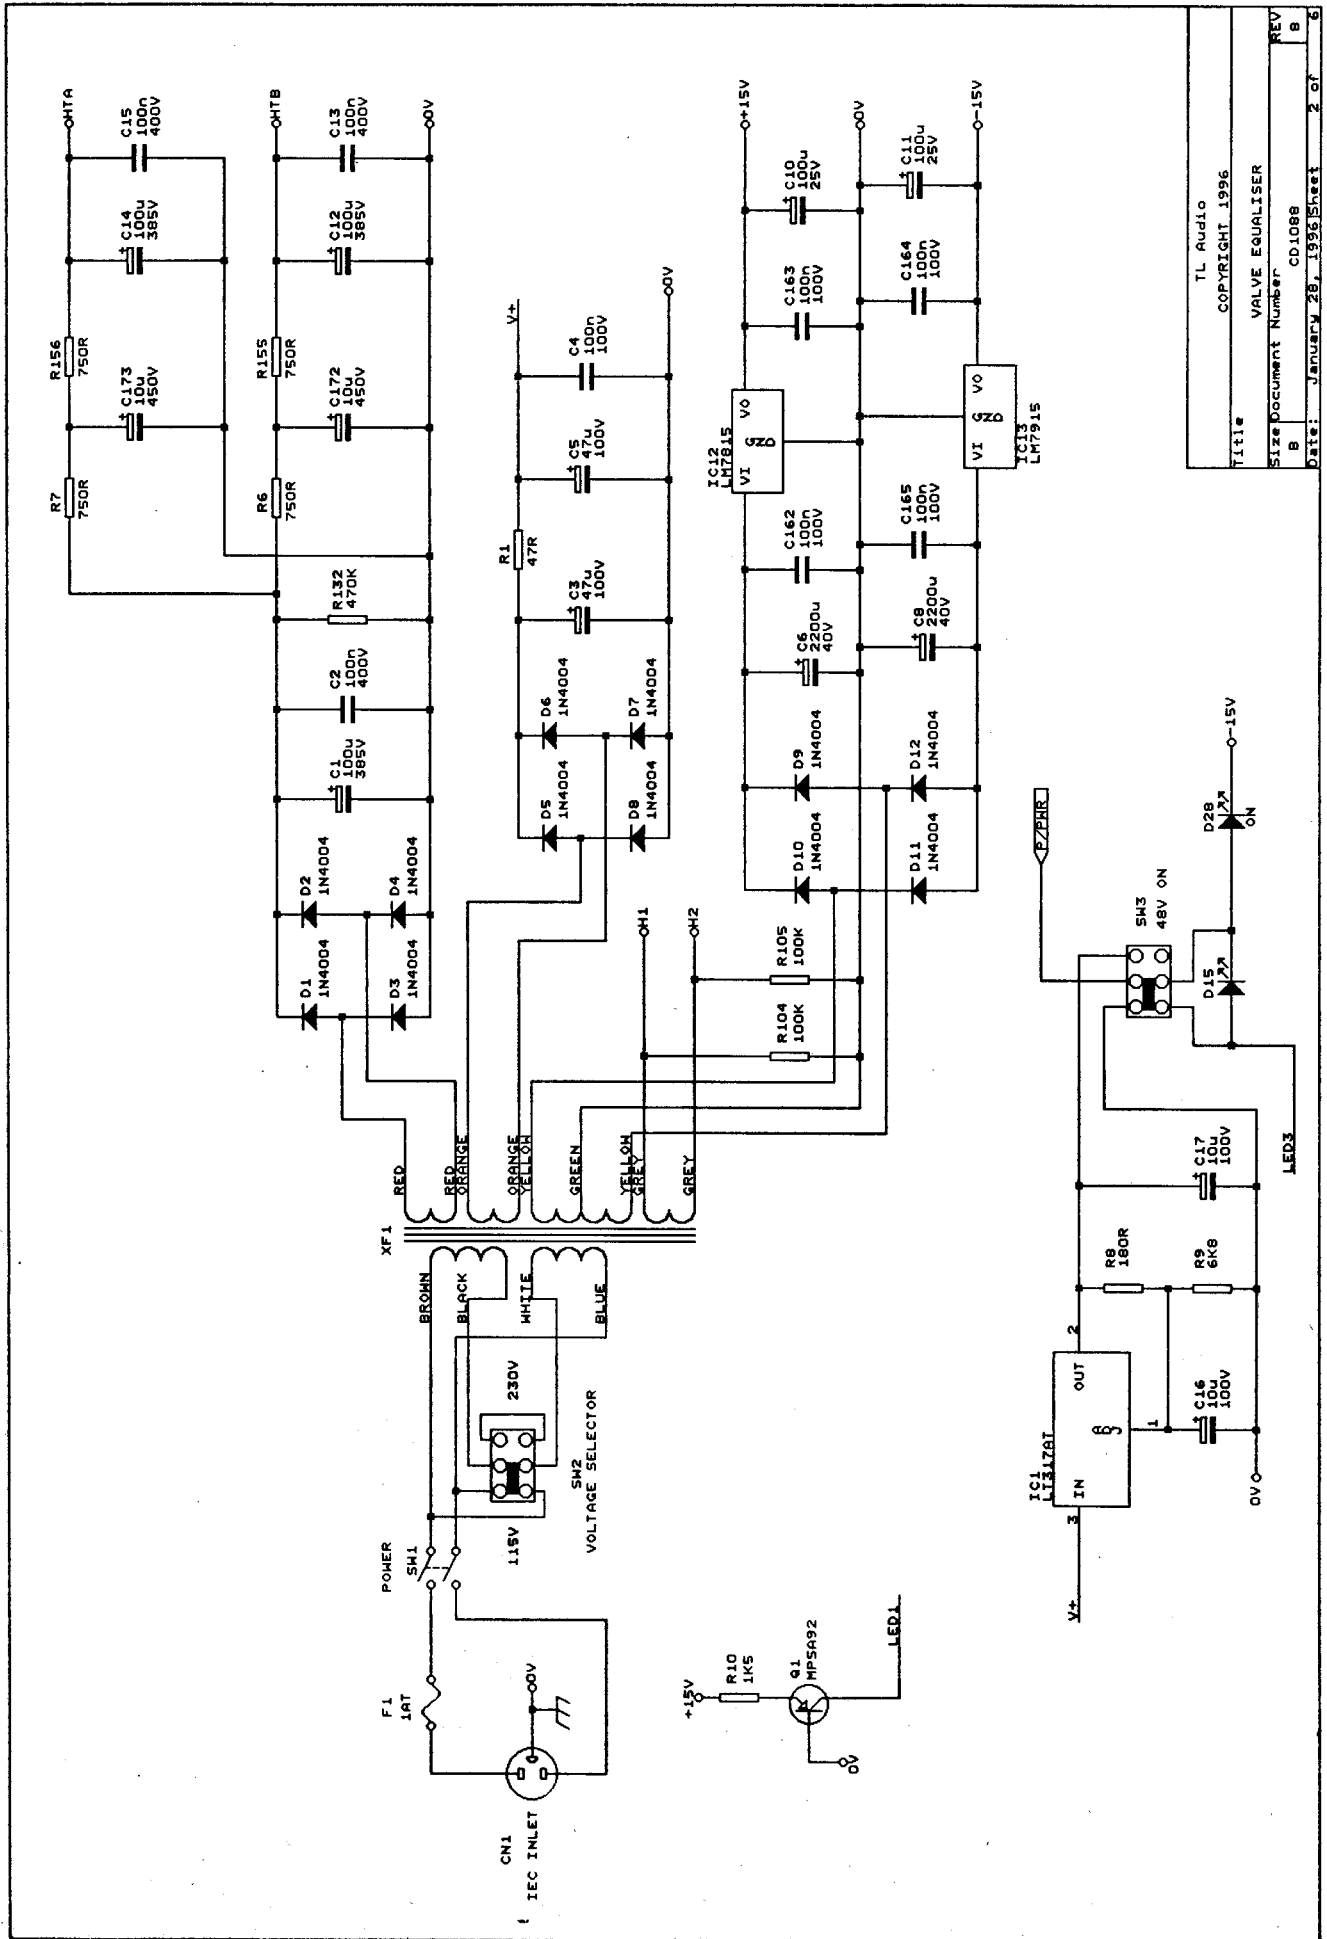 R7
750R
C173
10u
450V
R156
750R
C14
100u
385V
C15
100n
400V
HTA
R6
750R
C172
10u
450V
R155
750R
C12
100u
385V
C13
100n
400V
HTB
0V
D1
1N4004
D2
1N4004
D3
1N4004
D4
1N4004
C1
100u
385V
C2
100n
400V
R132
470K
D5
1N4004
D6
1N4004
D8
1N4004
D7
1N4004
C3
47u
100V
R1
47R
C5
47u
100V
C4
100n
100V
V+
0V
XF1
RED
RED
ORANGE
ORANGE
YELLOW
GREEN
YELLOW
GREY
GREY
BROWN
BLACK
WHITE
BLUE
H1
H2
R104
100K
R105
100K
D10
1N4004
D9
1N4004
D11
1N4004
D12
1N4004
C6
2200u
40V
C162
100n
100V
C8
2200u
40V
C165
100n
100V
IC12
LM7815
VI
GND
VO
IC13
LM7915
VI
GND
VO
C163
100n
100V
C10
100u
25V
C164
100n
100V
C11
100u
25V
+15V
0V
-15V
CN1
IEC INLET
F1
1AT
0V
POWER
SW1
115V
230V
SW2
VOLTAGE SELECTOR
+15V
R10
1K5
Q1
MPSA92
0V
LED1
V+
3
IC1
LT317AT
IN
OUT
ADJ
2
1
C16
10u
100V
R8
180R
R9
6K8
C17
10u
100V
0V
LED3
P/PWR
SW3
48V ON
D15
D28
ON
-15V
TL Audio
COPYRIGHT 1996
Title
VALVE EQUALISER
Size Document Number
REV
B
CD1088
B
Date: January 28, 1996 Sheet 2 of 6